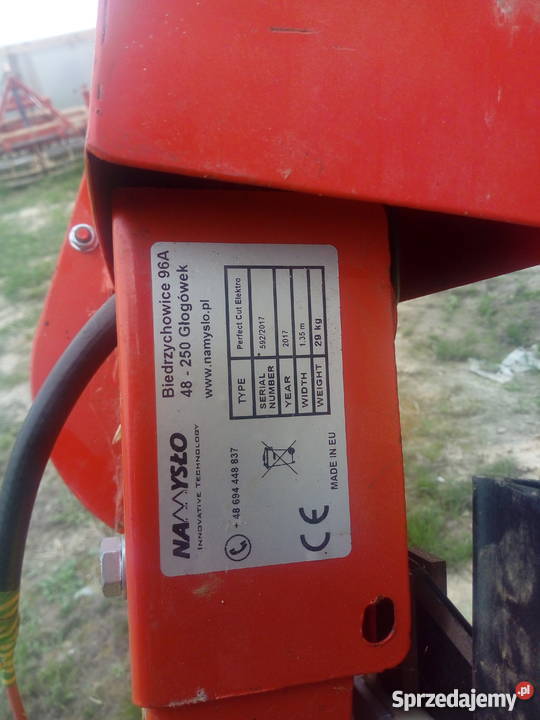 NAMYSŁO
INNOVATIVE TECHNOLOGY
Biedrzychowice 96A
48 - 250 Głogówek
www.namyslo.pl
+ 48 694 448 837
TYPE Perfect Cut Elektro
SERIAL NUMBER 592/2017
YEAR 2017
WIDTH 1.35 m
WEIGHT 29 kg
CE
MADE IN EU
Sprzedajemy.pl